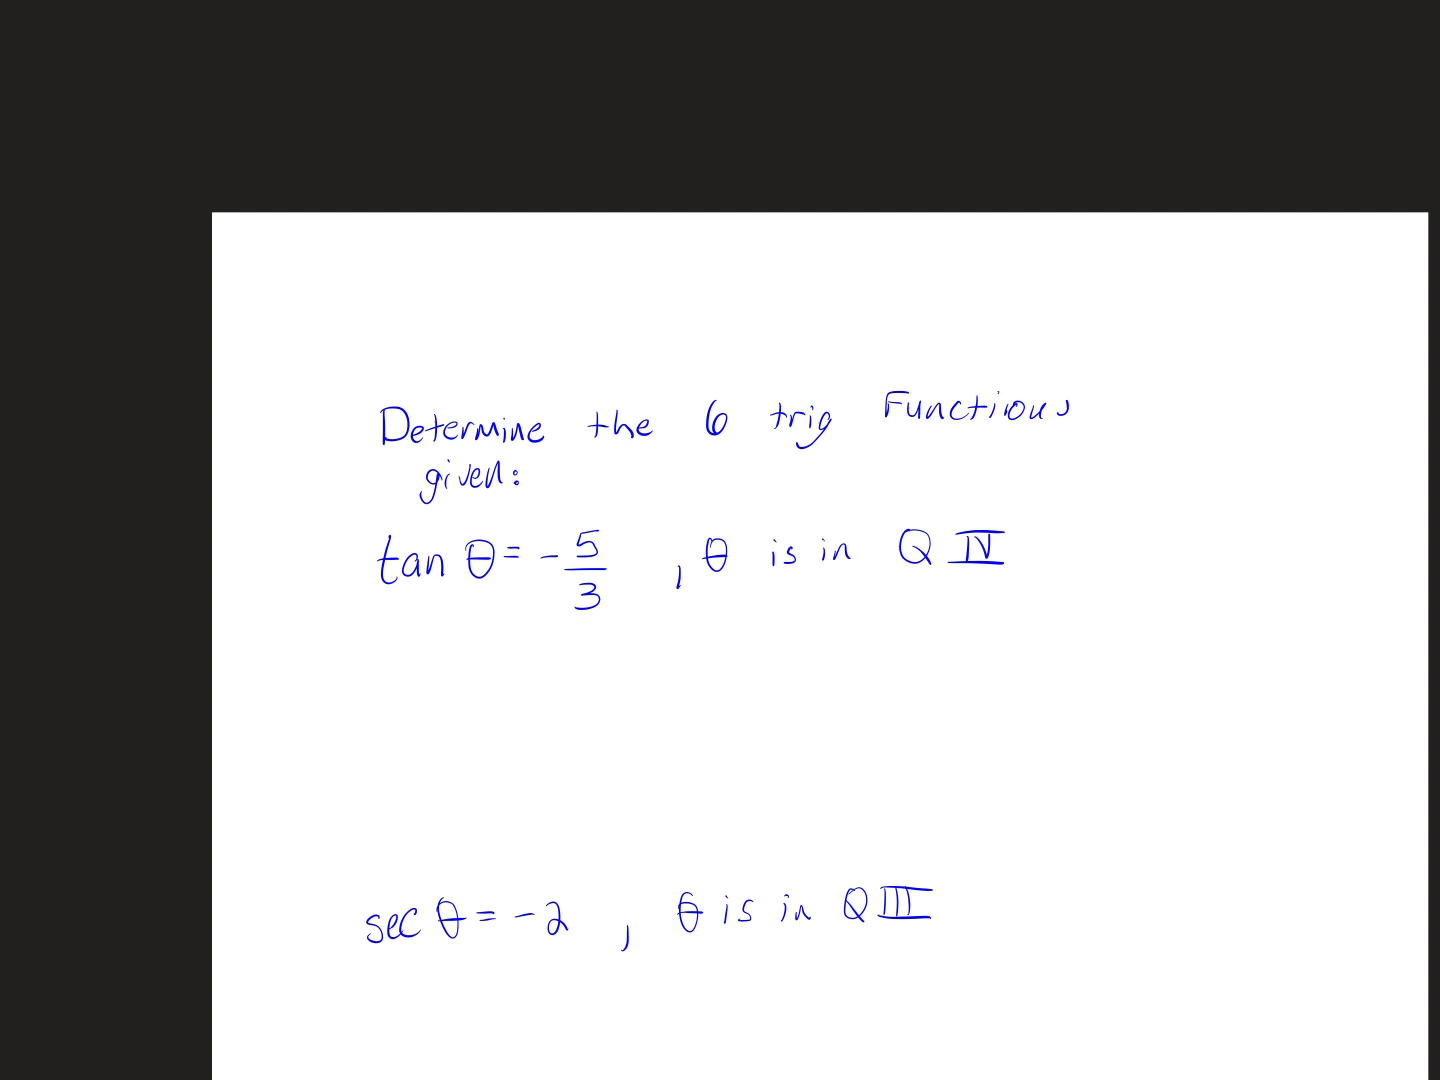 Determine the 6 trig Functions
given:
tan θ = - 5/3 , θ is in Q IV
sec θ = -2 , θ is in Q III